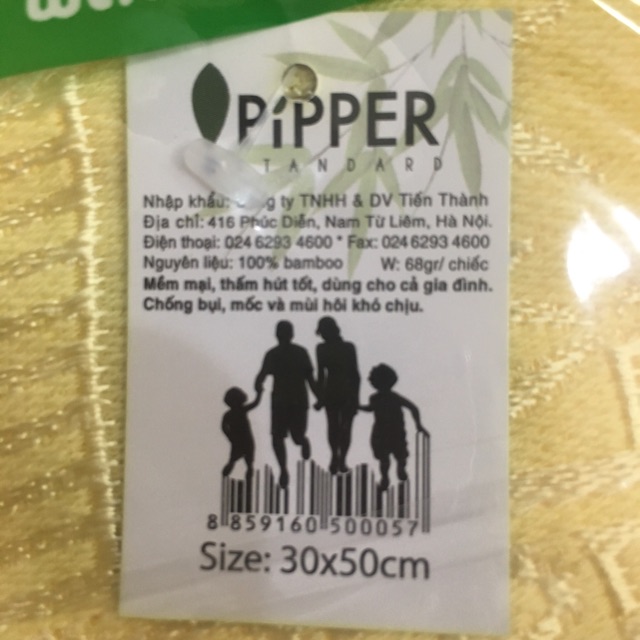 PiPPER
TANDARD
Nhập khẩu: ty TNHH & DV Tiến Thành
Địa chỉ: 416 Phúc Diễn, Nam Từ Liêm, Hà Nội.
Điện thoại: 024 6293 4600 * Fax: 024 6293 4600
Nguyên liệu: 100% bamboo W: 68gr/ chiếc
Mềm mại, thấm hút tốt, dùng cho cả gia đình.
Chống bụi, mốc và mùi hôi khó chịu.
8 859160 500057
Size: 30x50cm